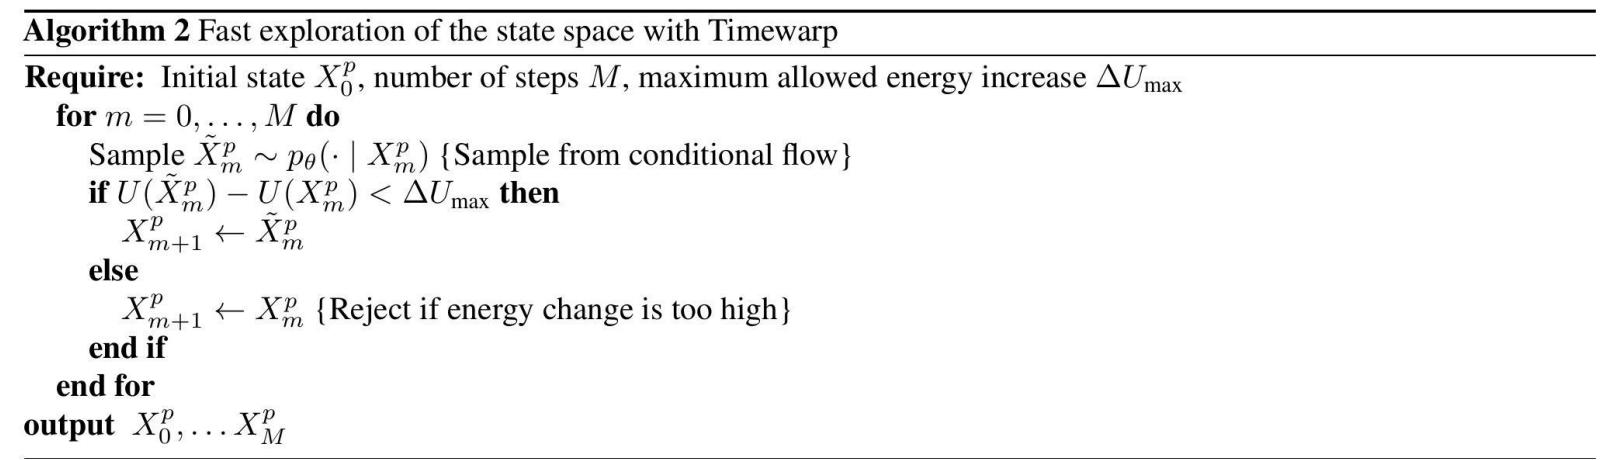 Algorithm 2 Fast exploration of the state space with Timewarp
Require: Initial state $X_0^p$, number of steps $M$, maximum allowed energy increase $\Delta U_{\text{max}}$
for $m = 0, \ldots, M$ do
Sample $\tilde{X}_m^p \sim p_\theta(\cdot \mid X_m^p)$ {Sample from conditional flow}
if $U(\tilde{X}_m^p) - U(X_m^p) < \Delta U_{\text{max}}$ then
$X_{m+1}^p \leftarrow \tilde{X}_m^p$
else
$X_{m+1}^p \leftarrow X_m^p$ {Reject if energy change is too high}
end if
end for
output $X_0^p, \ldots X_M^p$